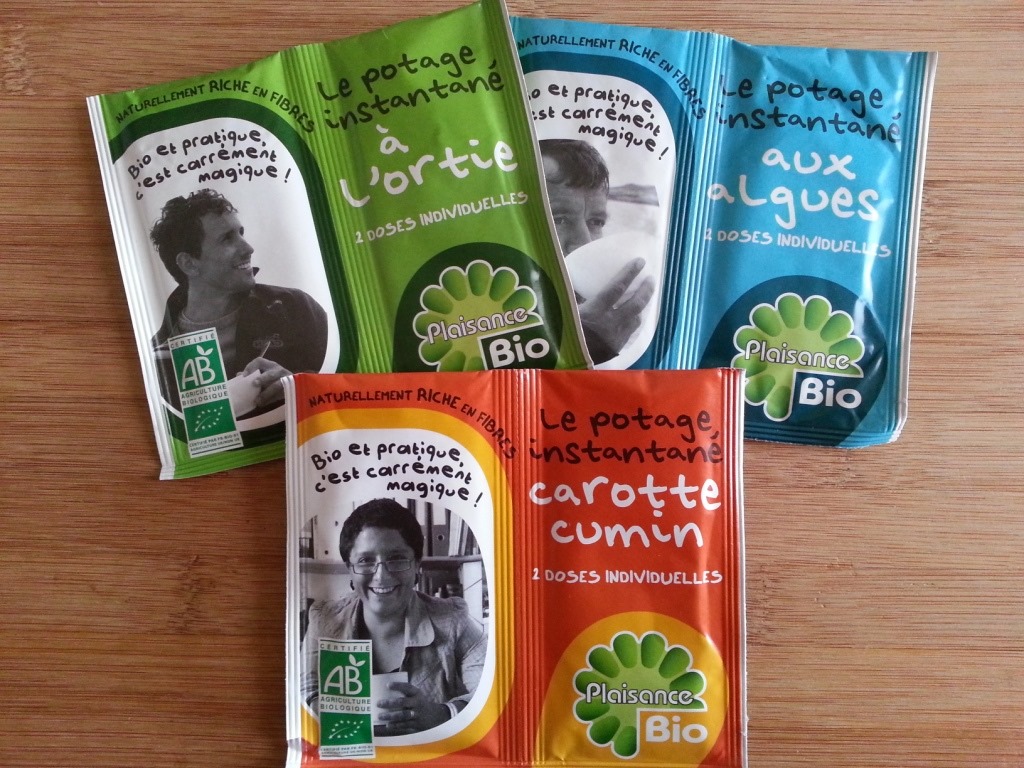 NATURELLEMENT RICHE EN FIBRES
Bio et pratique,
c'est carrément
magique !
CERTIFIÉ
AB
AGRICULTURE
BIOLOGIQUE
Le potage
instantané
à
l'ortie
2 DOSES INDIVIDUELLES
Plaisance
Bio
NATURELLEMENT RICHE EN FIBRES
et pratique,
carrément
magique !
Le potage
instantané
aux
algues
2 DOSES INDIVIDUELLES
Plaisance
Bio
NATURELLEMENT RICHE EN FIBRES
Bio et pratique,
c'est carrément
magique !
CERTIFIÉ
AB
AGRICULTURE
BIOLOGIQUE
Le potage
instantané
carotte
cumin
2 DOSES INDIVIDUELLES
Plaisance
Bio